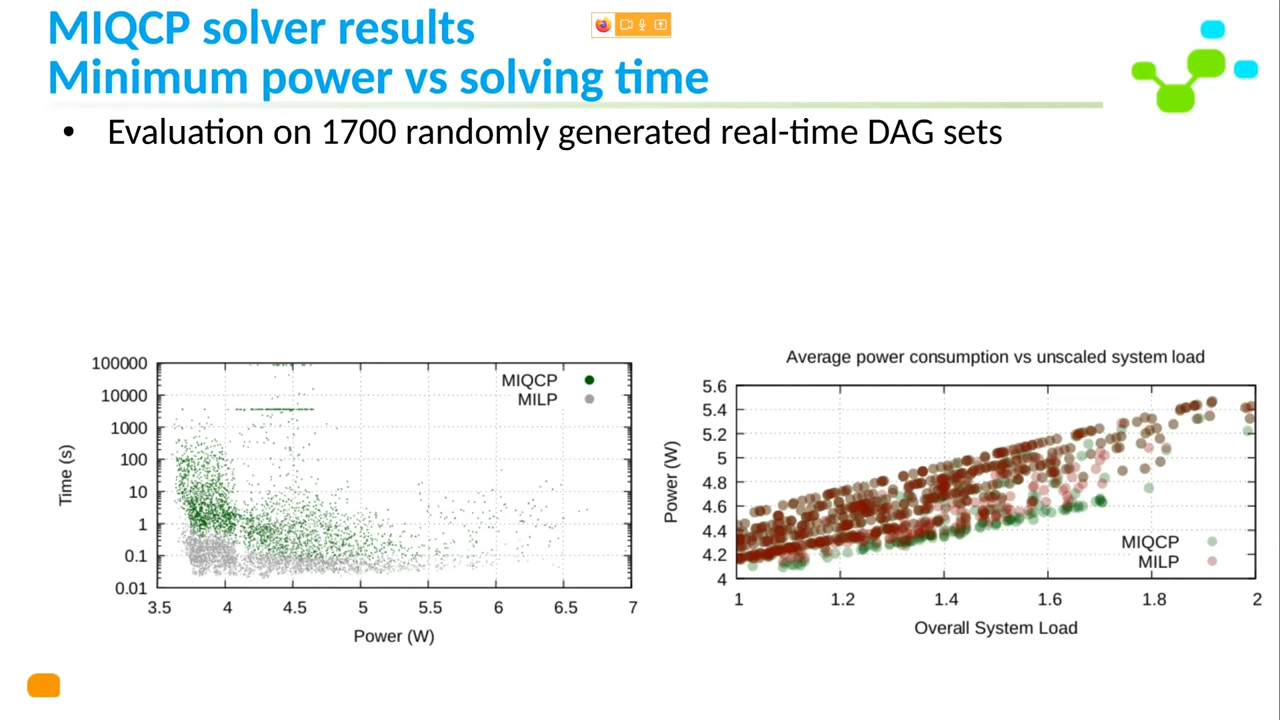 MIQCP solver results
Minimum power vs solving time
• Evaluation on 1700 randomly generated real-time DAG sets
100000
10000
1000
100
10
1
0.1
0.01
Time (s)
MIQCP
MILP
3.5 4 4.5 5 5.5 6 6.5 7
Power (W)
Average power consumption vs unscaled system load
5.6
5.4
5.2
5
4.8
4.6
4.4
4.2
4
Power (W)
MIQCP
MILP
1 1.2 1.4 1.6 1.8 2
Overall System Load